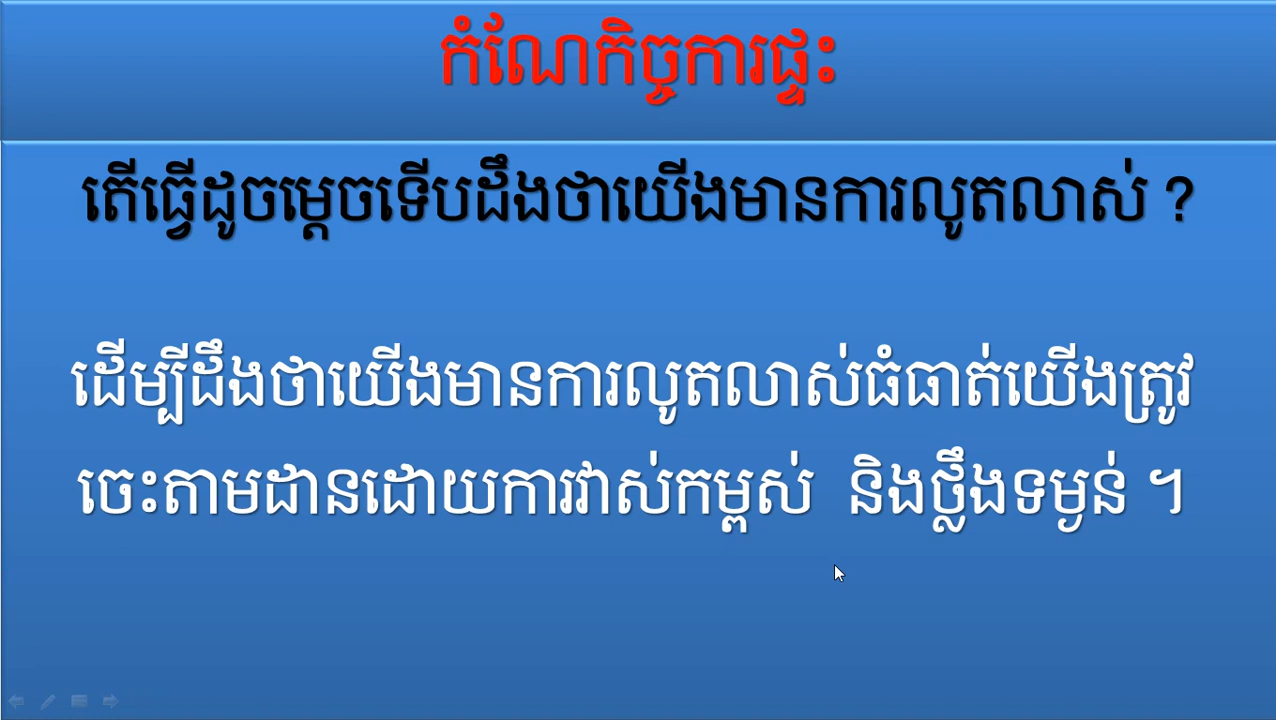 កំណែកិច្ចការផ្ទះ
តើធ្វើដូចម្ដេចទើបដឹងថាយើងមានការលូតលាស់ ?
ដើម្បីដឹងថាយើងមានការលូតលាស់ធំធាត់យើងត្រូវ
ចេះតាមដានដោយការវាស់កម្ពស់ និងថ្លឹងទម្ងន់ ។